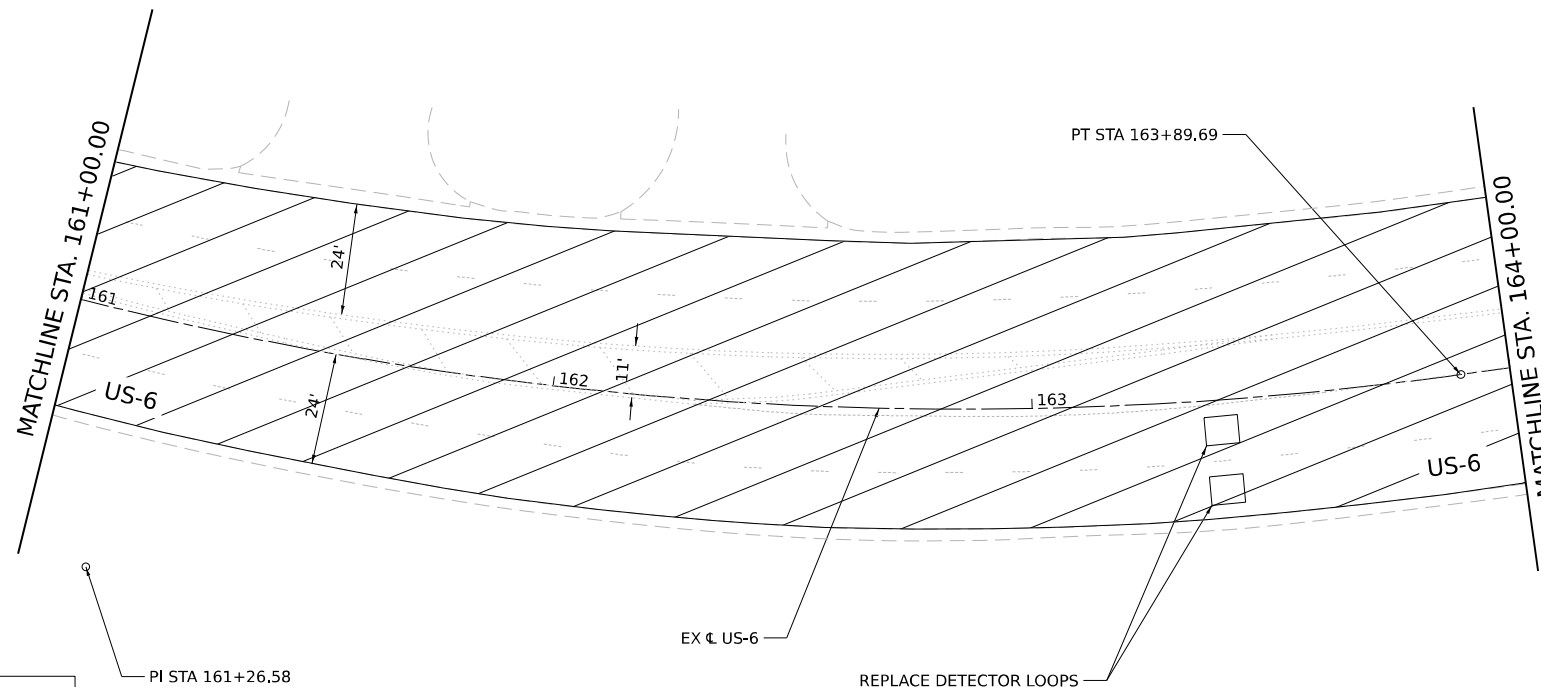 MATCHLINE STA. 161+00.00
PT STA 163+89.69
MATCHLINE STA. 164+00.00
24'
161
11'
162
163
US-6
24'
US-6
EX ℄ US-6
PI STA 161+26.58
REPLACE DETECTOR LOOPS